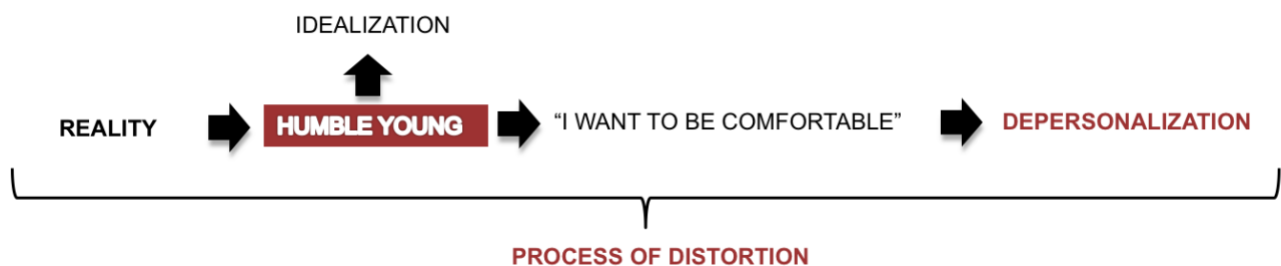 IDEALIZATION
REALITY
HUMBLE YOUNG
“I WANT TO BE COMFORTABLE”
DEPERSONALIZATION
PROCESS OF DISTORTION